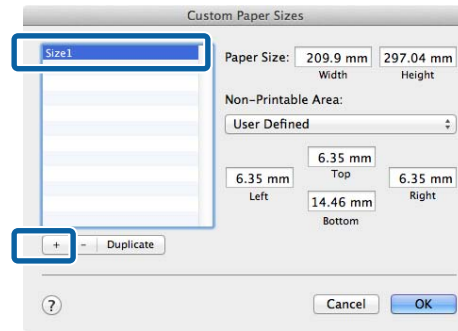 Custom Paper Sizes
Size1
Paper Size: 209.9 mm 297.04 mm
Width Height
Non-Printable Area:
User Defined
6.35 mm
Top
6.35 mm 6.35 mm
Left Right
14.46 mm
Bottom
+ - Duplicate
? Cancel OK